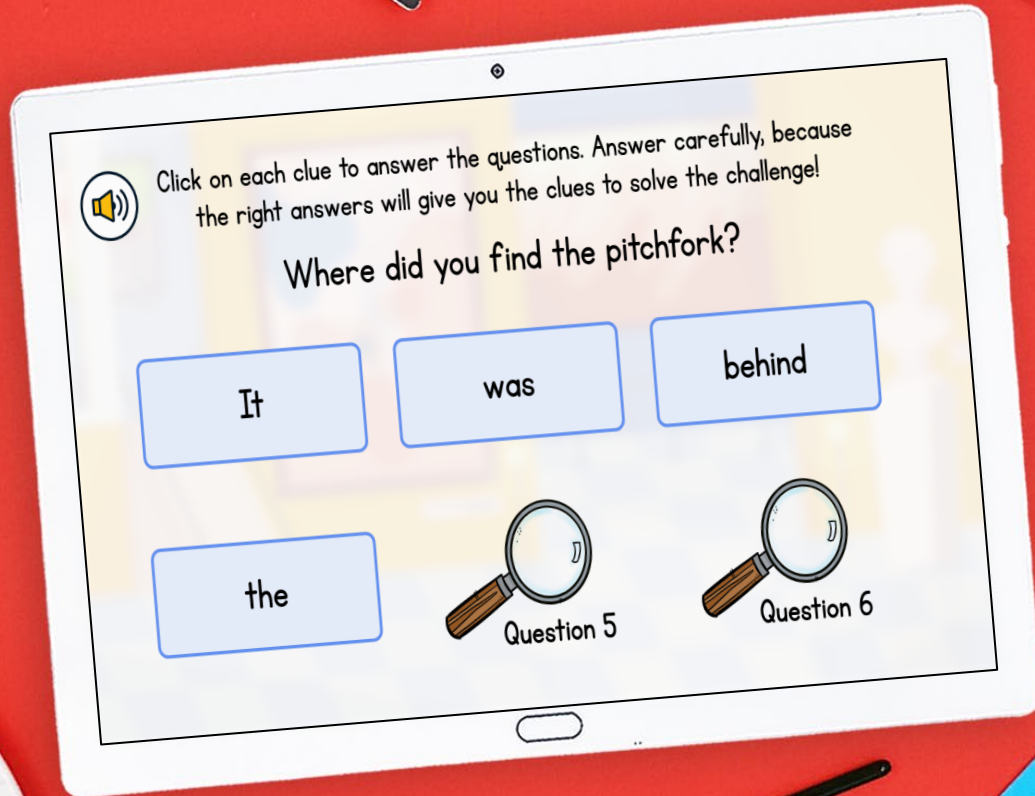 Click on each clue to answer the questions. Answer carefully, because
the right answers will give you the clues to solve the challenge!
Where did you find the pitchfork?
It
was
behind
the
Question 5
Question 6